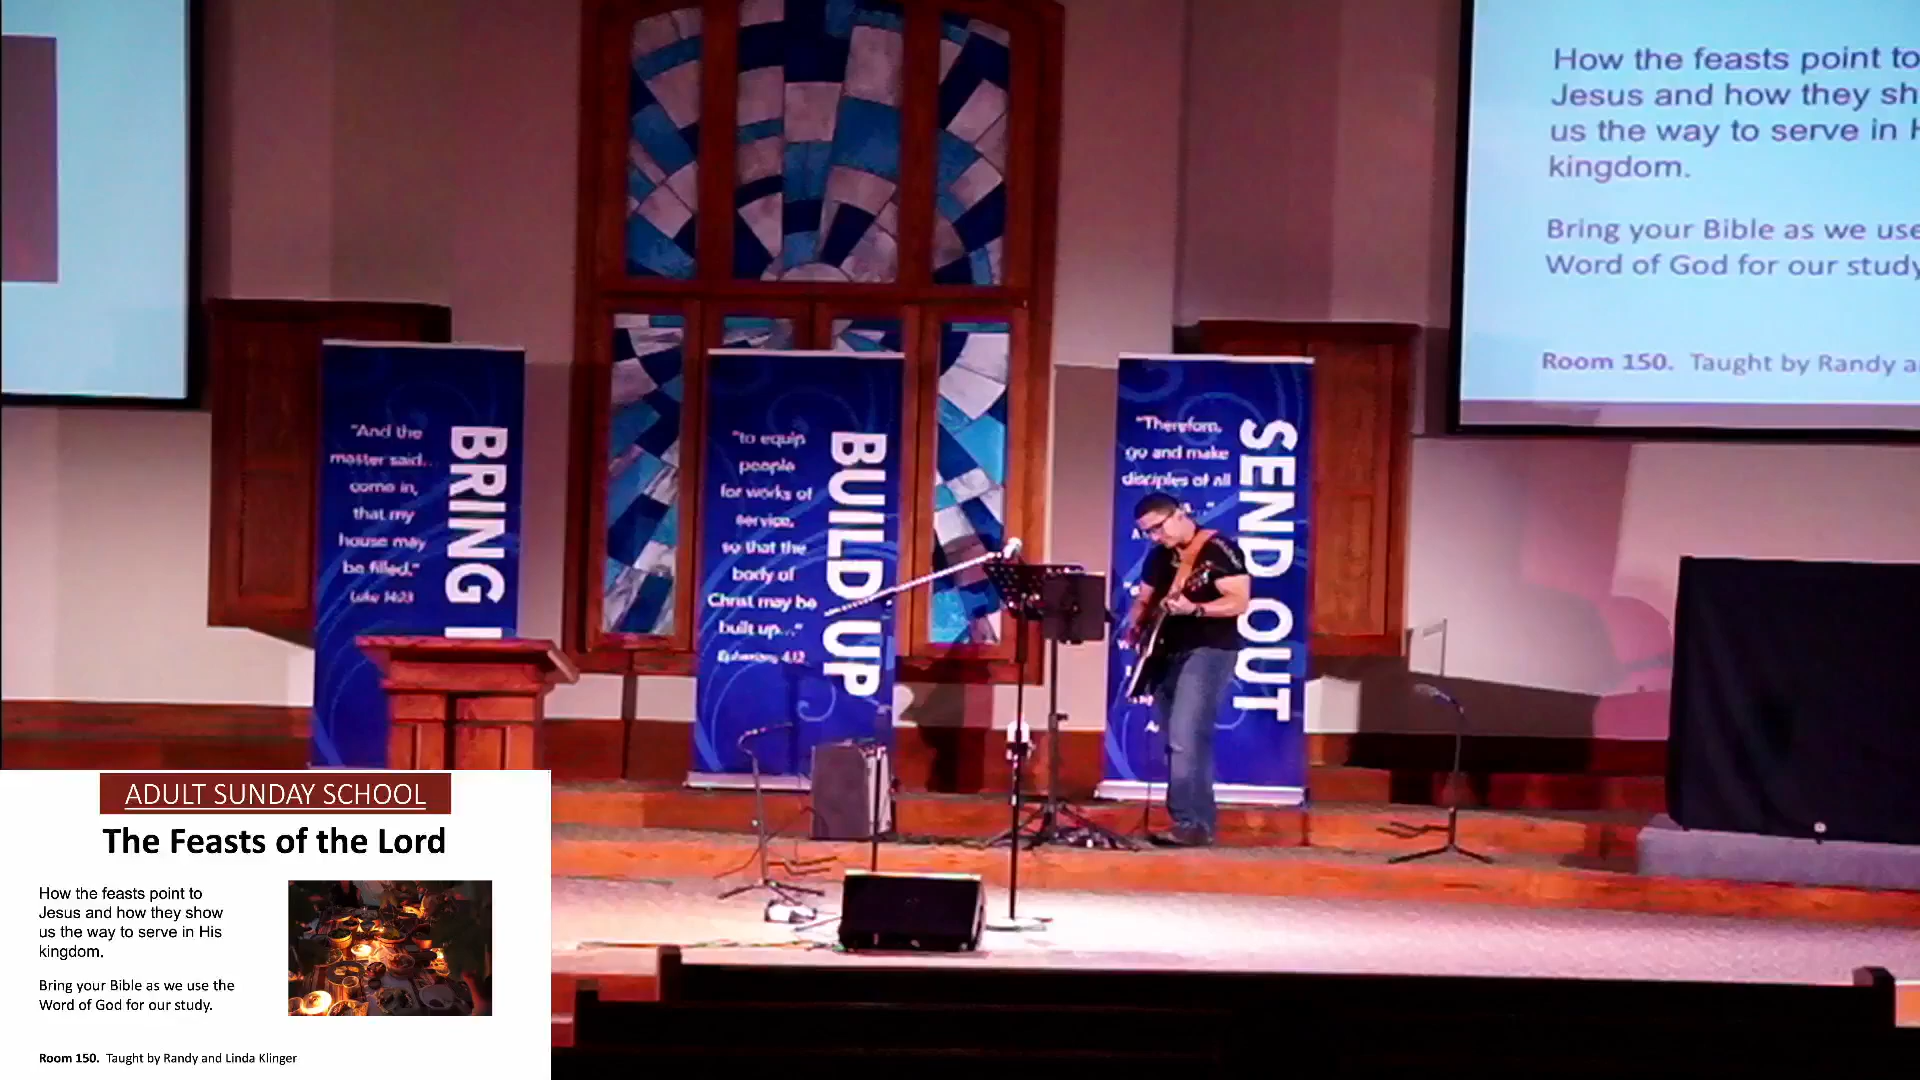 How the feasts point to
Jesus and how they sh
us the way to serve in
kingdom.
Bring your Bible as we use
Word of God for our study
Room 150. Taught by Randy
"And the
master said...
come in,
that my
house may
be filled."
Luke 14:23
BRING
"to equip
people
for works of
service,
so that the
body of
Christ may be
built up..."
Ephesians 4:12
BUILD UP
"Therefore,
go and make
disciples of all
SEND OUT
ADULT SUNDAY SCHOOL
The Feasts of the Lord
How the feasts point to
Jesus and how they show
us the way to serve in His
kingdom.
Bring your Bible as we use the
Word of God for our study.
Room 150. Taught by Randy and Linda Klinger